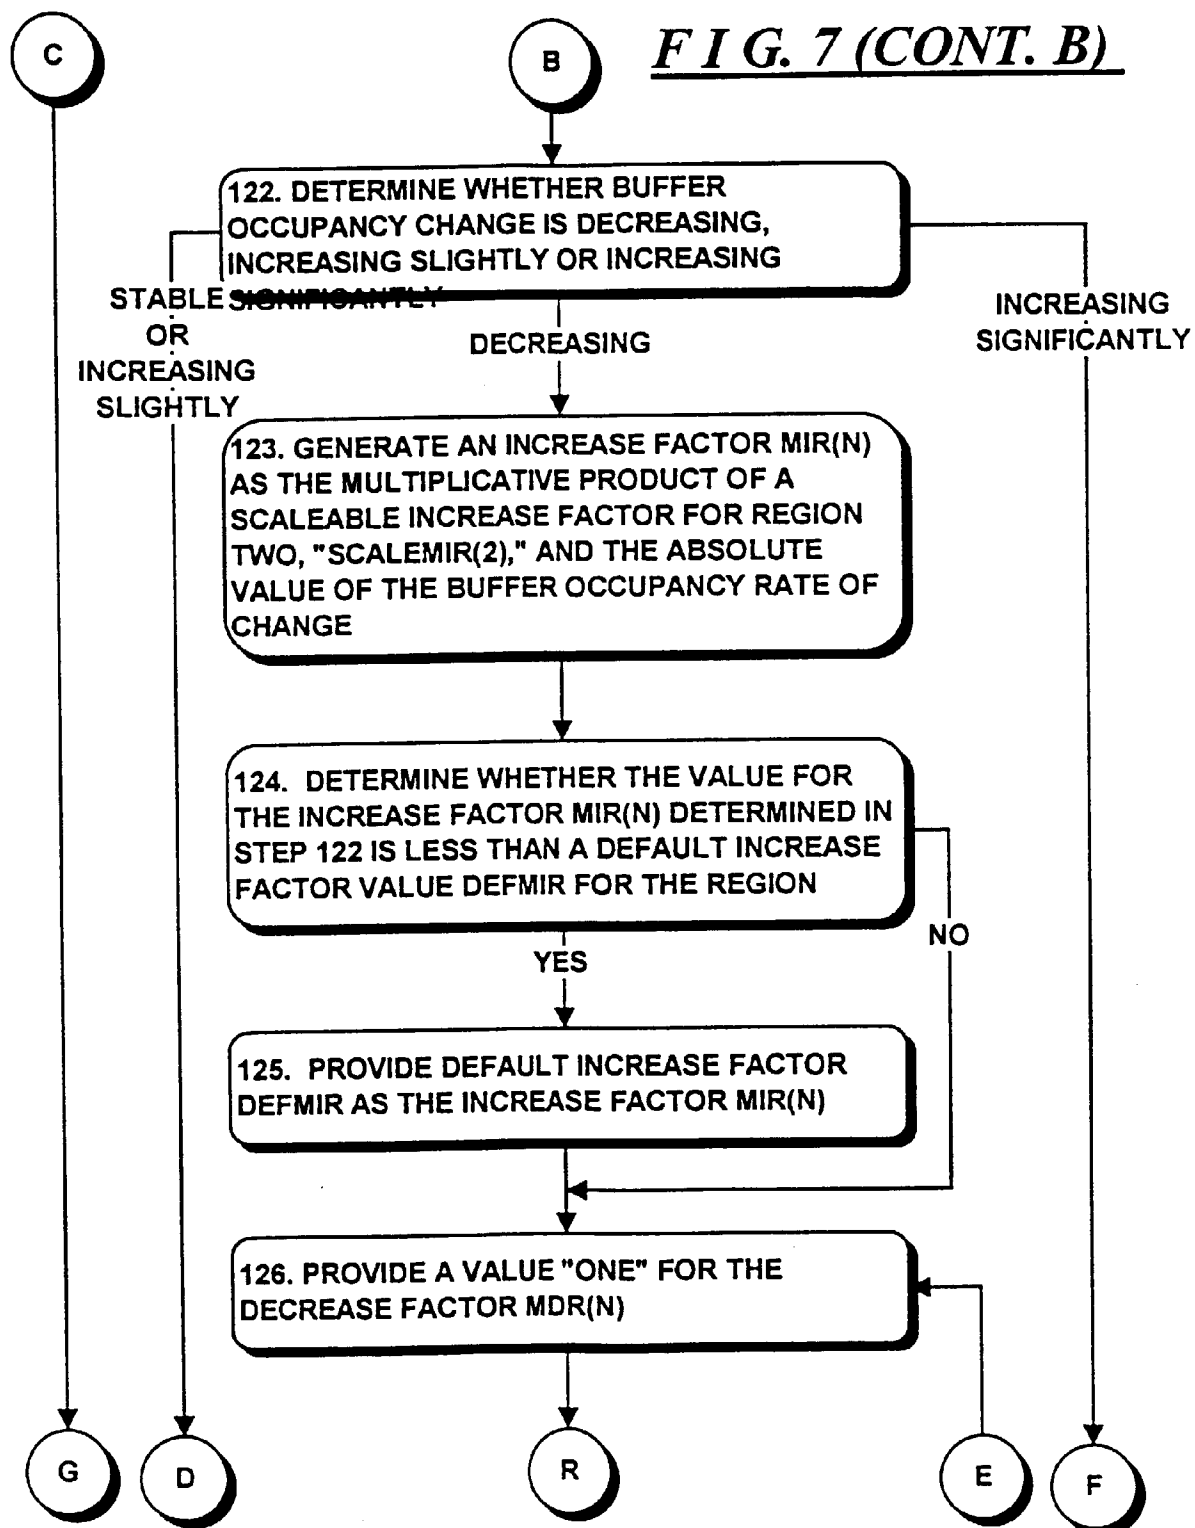 C
B
F I G. 7 (CONT. B)
122. DETERMINE WHETHER BUFFER
OCCUPANCY CHANGE IS DECREASING,
INCREASING SLIGHTLY OR INCREASING
SIGNIFICANTLY
STABLE
OR
INCREASING
SLIGHTLY
DECREASING
INCREASING
SIGNIFICANTLY
123. GENERATE AN INCREASE FACTOR MIR(N)
AS THE MULTIPLICATIVE PRODUCT OF A
SCALEABLE INCREASE FACTOR FOR REGION
TWO, "SCALEMIR(2)," AND THE ABSOLUTE
VALUE OF THE BUFFER OCCUPANCY RATE OF
CHANGE
124. DETERMINE WHETHER THE VALUE FOR
THE INCREASE FACTOR MIR(N) DETERMINED IN
STEP 122 IS LESS THAN A DEFAULT INCREASE
FACTOR VALUE DEFMIR FOR THE REGION
NO
YES
125. PROVIDE DEFAULT INCREASE FACTOR
DEFMIR AS THE INCREASE FACTOR MIR(N)
126. PROVIDE A VALUE "ONE" FOR THE
DECREASE FACTOR MDR(N)
G
D
R
E
F